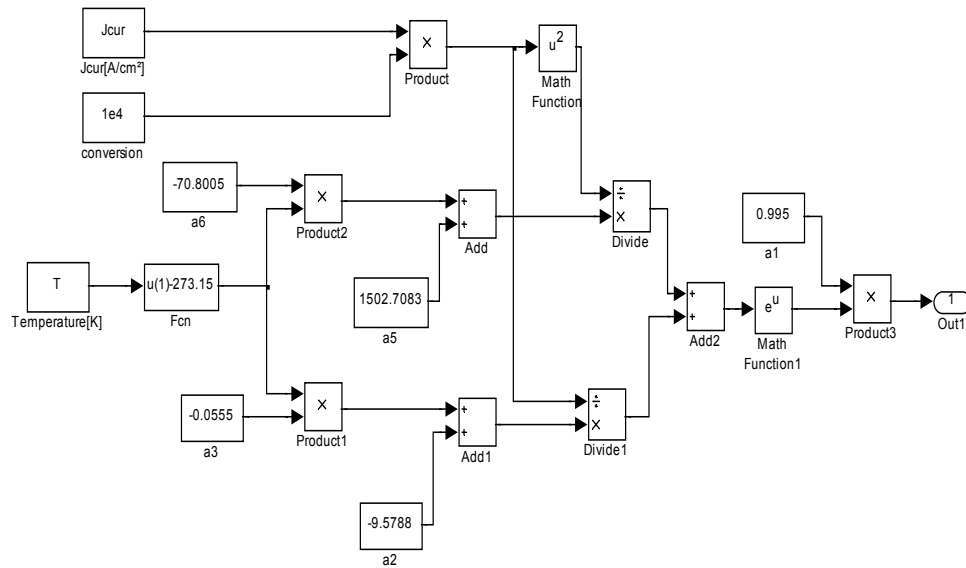 Jcur
Jcur[A/cm²]
1e4
conversion
×
Product
u²
Math
Function
-70.8005
a6
×
Product2
+
+
Add
÷
×
Divide
0.995
a1
T
Temperature[K]
u(1)-273.15
Fcn
1502.7083
a5
+
+
Add2
e^u
Math
Function1
×
Product3
1
Out1
-0.0555
a3
×
Product1
+
+
Add1
÷
×
Divide1
-9.5788
a2